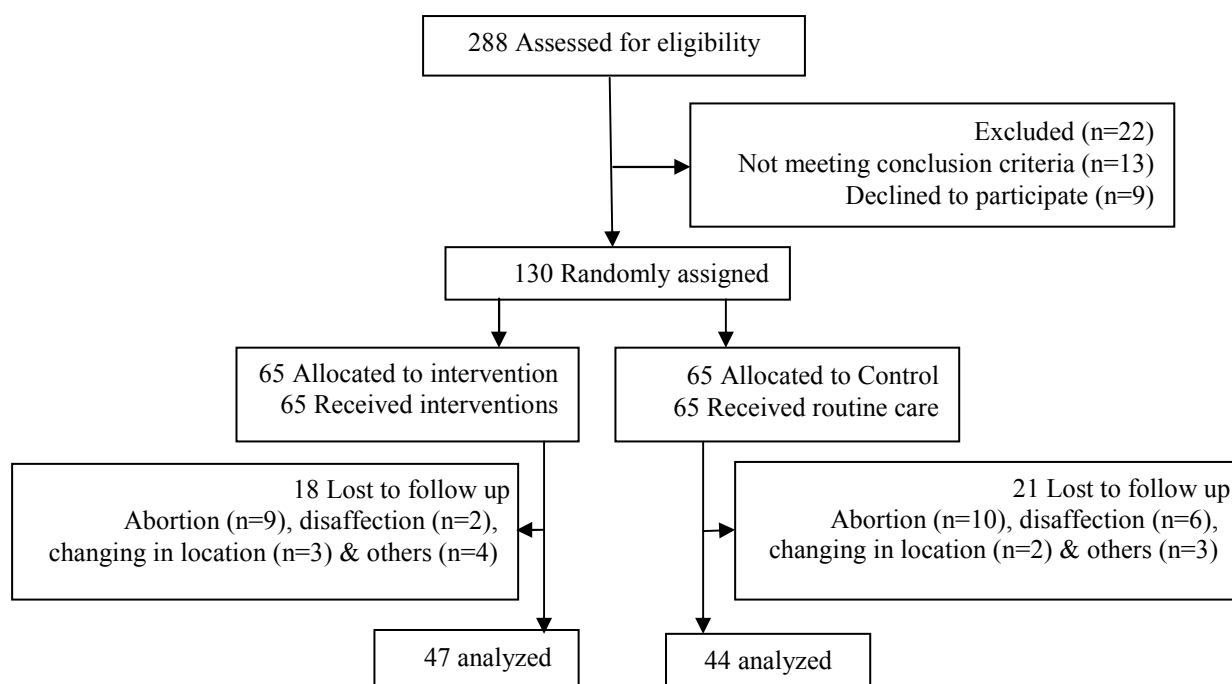 288 Assessed for eligibility
Excluded (n=22)
Not meeting conclusion criteria (n=13)
Declined to participate (n=9)
130 Randomly assigned
65 Allocated to intervention
65 Received interventions
65 Allocated to Control
65 Received routine care
18 Lost to follow up
Abortion (n=9), disaffection (n=2),
changing in location (n=3) & others (n=4)
21 Lost to follow up
Abortion (n=10), disaffection (n=6),
changing in location (n=2) & others (n=3)
47 analyzed
44 analyzed